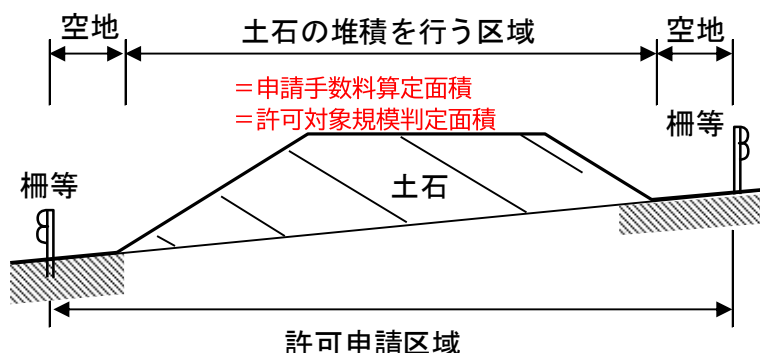 空地
土石の堆積を行う区域
空地
＝申請手数料算定面積
＝許可対象規模判定面積
柵等
柵等
土石
許可申請区域